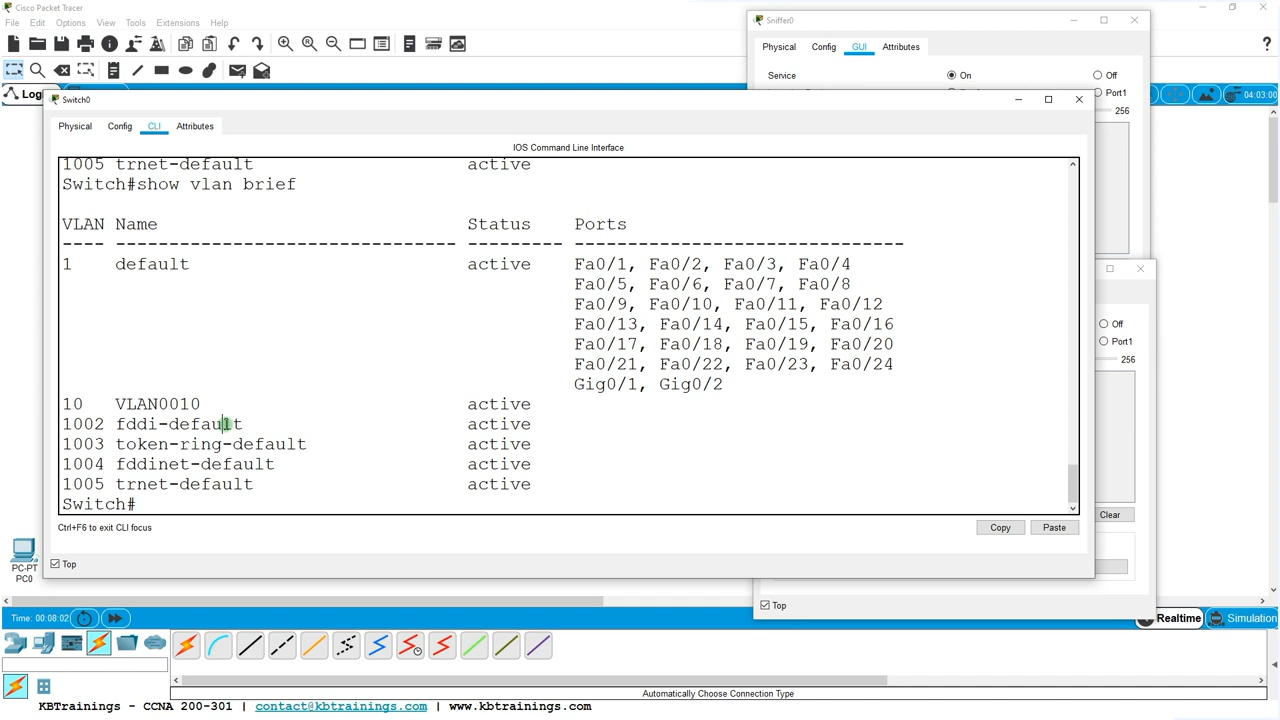 Cisco Packet Tracer
File Edit Options View Tools Extensions Help
Sniffer0
Physical Config GUI Attributes
Service On Off
Port1
256
Log
04:03:00
Switch0
Physical Config CLI Attributes
IOS Command Line Interface
1005 trnet-default active
Switch#show vlan brief
VLAN Name Status Ports
---- -------------------------------- --------- -------------------------------
1 default active Fa0/1, Fa0/2, Fa0/3, Fa0/4
Fa0/5, Fa0/6, Fa0/7, Fa0/8
Fa0/9, Fa0/10, Fa0/11, Fa0/12
Fa0/13, Fa0/14, Fa0/15, Fa0/16
Fa0/17, Fa0/18, Fa0/19, Fa0/20
Fa0/21, Fa0/22, Fa0/23, Fa0/24
Gig0/1, Gig0/2
10 VLAN0010 active
1002 fddi-default active
1003 token-ring-default active
1004 fddinet-default active
1005 trnet-default active
Switch#
Off
Port1
256
Clear
Ctrl+F6 to exit CLI focus
Copy Paste
Top
PC-PT
PC0
Top
Time: 00:08:02
Realtime Simulation
Automatically Choose Connection Type
KBTrainings - CCNA 200-301 | contact@kbtrainings.com | www.kbtrainings.com